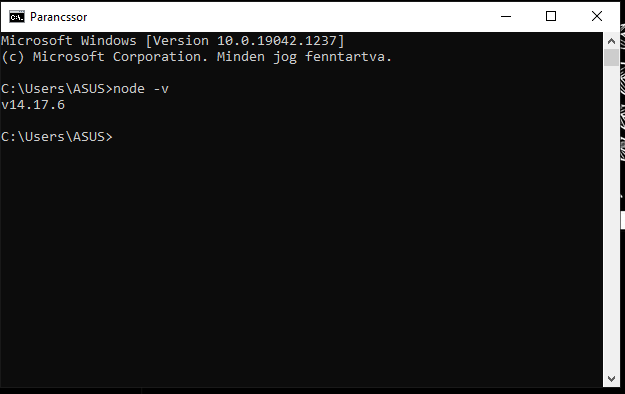 Parancssor
Microsoft Windows [Version 10.0.19042.1237]
(c) Microsoft Corporation. Minden jog fenntartva.
C:\Users\ASUS>node -v
v14.17.6
C:\Users\ASUS>